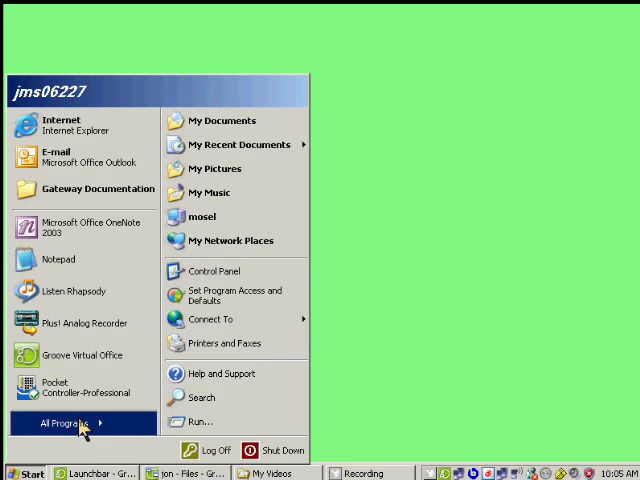 jms06227
Internet
Internet Explorer
E-mail
Microsoft Office Outlook
Gateway Documentation
Microsoft Office OneNote
2003
Notepad
Listen Rhapsody
Plus! Analog Recorder
Groove Virtual Office
Pocket
Controller-Professional
All Programs
My Documents
My Recent Documents
My Pictures
My Music
mosel
My Network Places
Control Panel
Set Program Access and
Defaults
Connect To
Printers and Faxes
Help and Support
Search
Run...
Log Off
Shut Down
Start
Launchbar - Gr...
jon - Files - Gr...
My Videos
Recording
10:05 AM